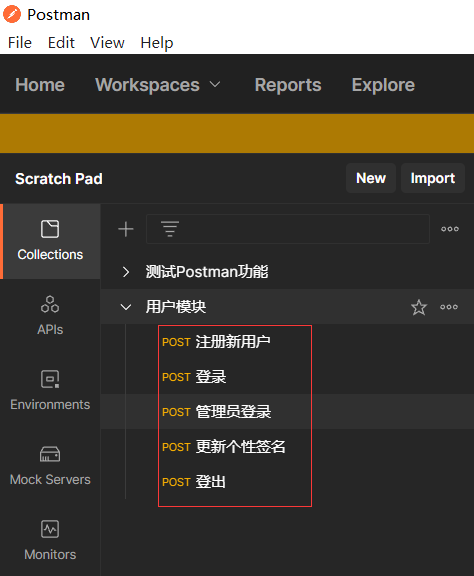 Postman
File Edit View Help
Home Workspaces Reports Explore
Scratch Pad New Import
Collections
APIs
Environments
Mock Servers
Monitors
测试Postman功能
用户模块
POST 注册新用户
POST 登录
POST 管理员登录
POST 更新个性签名
POST 登出